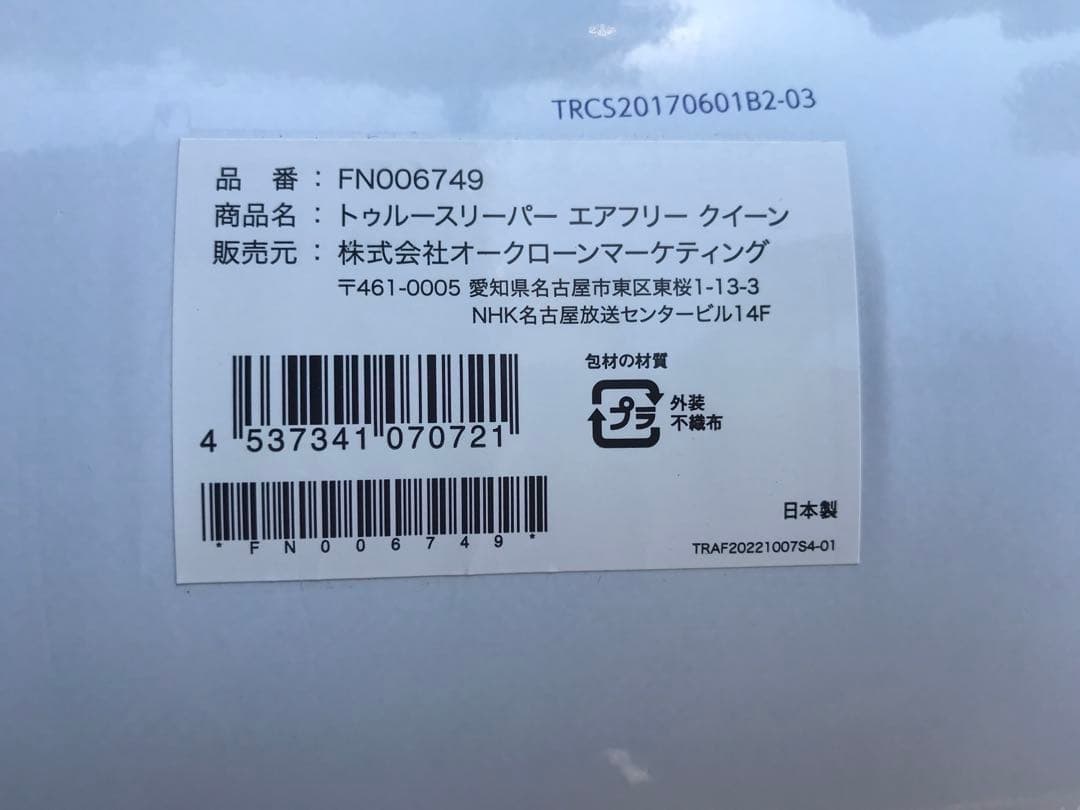 TRCS20170601B2-03
品　番 : FN006749
商品名 : トゥルースリーパー エアフリー クイーン
販売元 : 株式会社オークローンマーケティング
〒461-0005 愛知県名古屋市東区東桜1-13-3
NHK名古屋放送センタービル14F
包材の材質
プラ
外装
不織布
4 537341 070721
*FN006749*
日本製
TRAF20221007S4-01